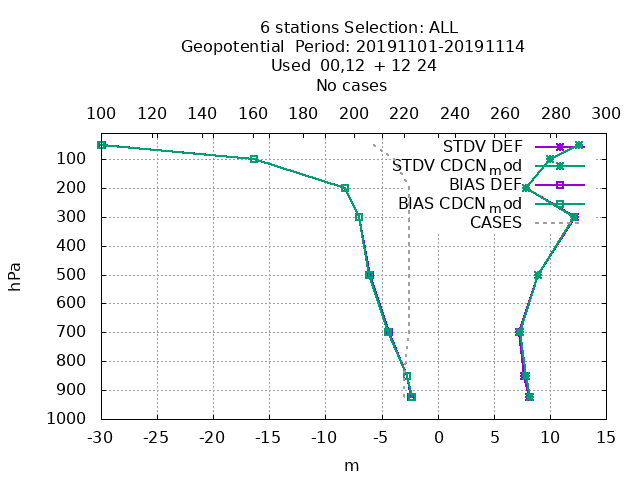 6 stations Selection: ALL
Geopotential  Period: 20191101-20191114
Used  00,12  + 12 24
No cases
100 120 140 160 180 200 220 240 260 280 300
STDV DEF
STDV CDCNmod
BIAS DEF
BIAS CDCNmod
CASES
100
200
300
400
500
600
700
800
900
1000
hPa
-30 -25 -20 -15 -10 -5 0 5 10 15
m